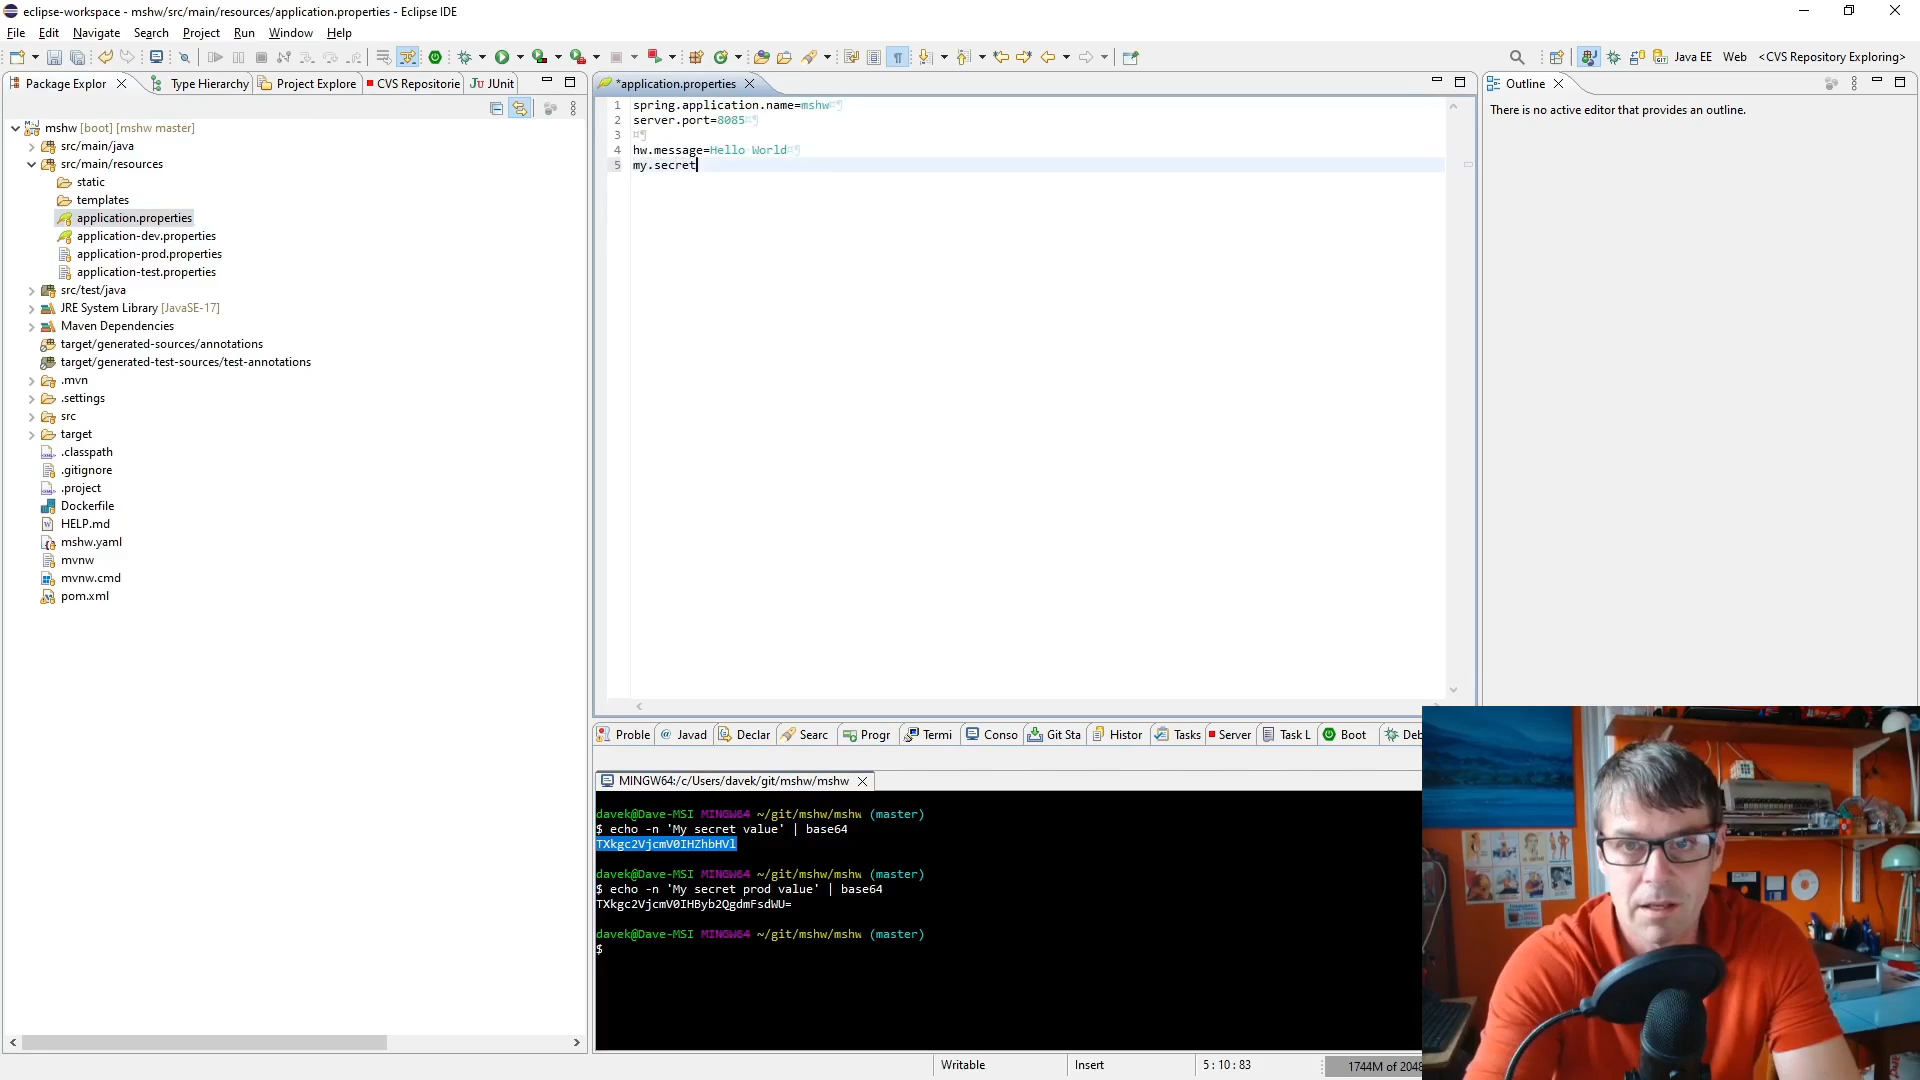 eclipse-workspace - mshw/src/main/resources/application.properties - Eclipse IDE
File Edit Navigate Search Project Run Window Help
Java EE Web <CVS Repository Exploring>
Package Explor Type Hierarchy Project Explore CVS Repositorie JU JUnit
*application.properties
Outline
There is no active editor that provides an outline.
mshw [boot] [mshw master]
src/main/java
src/main/resources
static
templates
application.properties
application-dev.properties
application-prod.properties
application-test.properties
src/test/java
JRE System Library [JavaSE-17]
Maven Dependencies
target/generated-sources/annotations
target/generated-test-sources/test-annotations
.mvn
.settings
src
target
.classpath
.gitignore
.project
Dockerfile
HELP.md
mshw.yaml
mvnw
mvnw.cmd
pom.xml
1 spring.application.name=mshw¤¶
2 server.port=8085¤¶
3 ¤¶
4 hw.message=Hello·World¤¶
5 my.secret
Proble @ Javad Declar Searc Progr Termi Conso Git Sta Histor Tasks Server Task L Boot Deb
MINGW64:/c/Users/davek/git/mshw/mshw
davek@Dave-MSI MINGW64 ~/git/mshw/mshw (master)
$ echo -n 'My secret value' | base64
TXkgc2VjcmV0IHZhbHVl
davek@Dave-MSI MINGW64 ~/git/mshw/mshw (master)
$ echo -n 'My secret prod value' | base64
TXkgc2VjcmV0IHByb2QgdmFsdWU=
davek@Dave-MSI MINGW64 ~/git/mshw/mshw (master)
$
Writable Insert 5 : 10 : 83 1744M of 2048